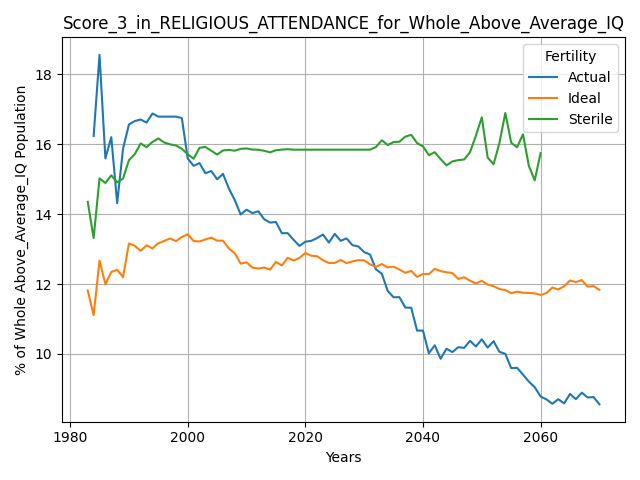 Score_3_in_RELIGIOUS_ATTENDANCE_for_Whole_Above_Average_IQ
Fertility
Actual
Ideal
Sterile
% of Whole Above_Average_IQ Population
18
16
14
12
10
1980
2000
2020
2040
2060
Years